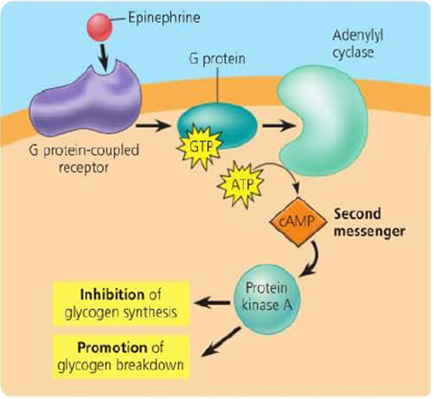 Epinephrine
Adenylyl
cyclase
G protein
GTP
G protein-coupled
receptor
ATP
cAMP
Second
messenger
Protein
kinase A
Inhibition of
glycogen synthesis
Promotion of
glycogen breakdown